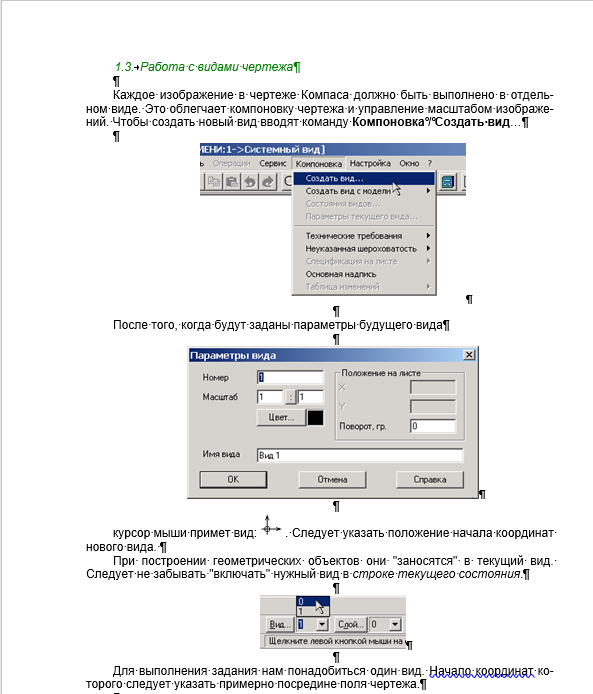 1.3. Работа с видами чертежа¶
¶
Каждое изображение в чертеже Компаса должно быть выполнено в отдель-
ном виде. Это облегчает компоновку чертежа и управление масштабом изображе-
ний. Чтобы создать новый вид вводят команду Компоновка°/°Создать вид...¶
¶
МЕНИ:1->Системный вид]
Операции Сервис Компоновка Настройка Окно ?
Создать вид...
Создать вид с модели
Состояния видов...
Параметры текущего вида...
Технические требования
Неуказанная шероховатость
Спецификация на листе
Основная надпись
Таблица изменений
¶
¶
После того, когда будут заданы параметры будущего вида¶
¶
Параметры вида
Номер 1 Положение на листе
Масштаб 1 : 1 X
Y
Цвет... Поворот, гр. 0
Имя вида Вид 1
OK Отмена Справка
¶
¶
курсор мыши примет вид: . Следует указать положение начала координат
нового вида. ¶
При построении геометрических объектов они "заносятся" в текущий вид.
Следует не забывать "включать" нужный вид в строке текущего состояния.¶
¶
0
1
Вид... 1 Слой... 0
Щелкните левой кнопкой мыши на
¶
¶
Для выполнения задания нам понадобиться один вид. Начало координат ко-
торого следует указать примерно посредине поля чертежа.¶